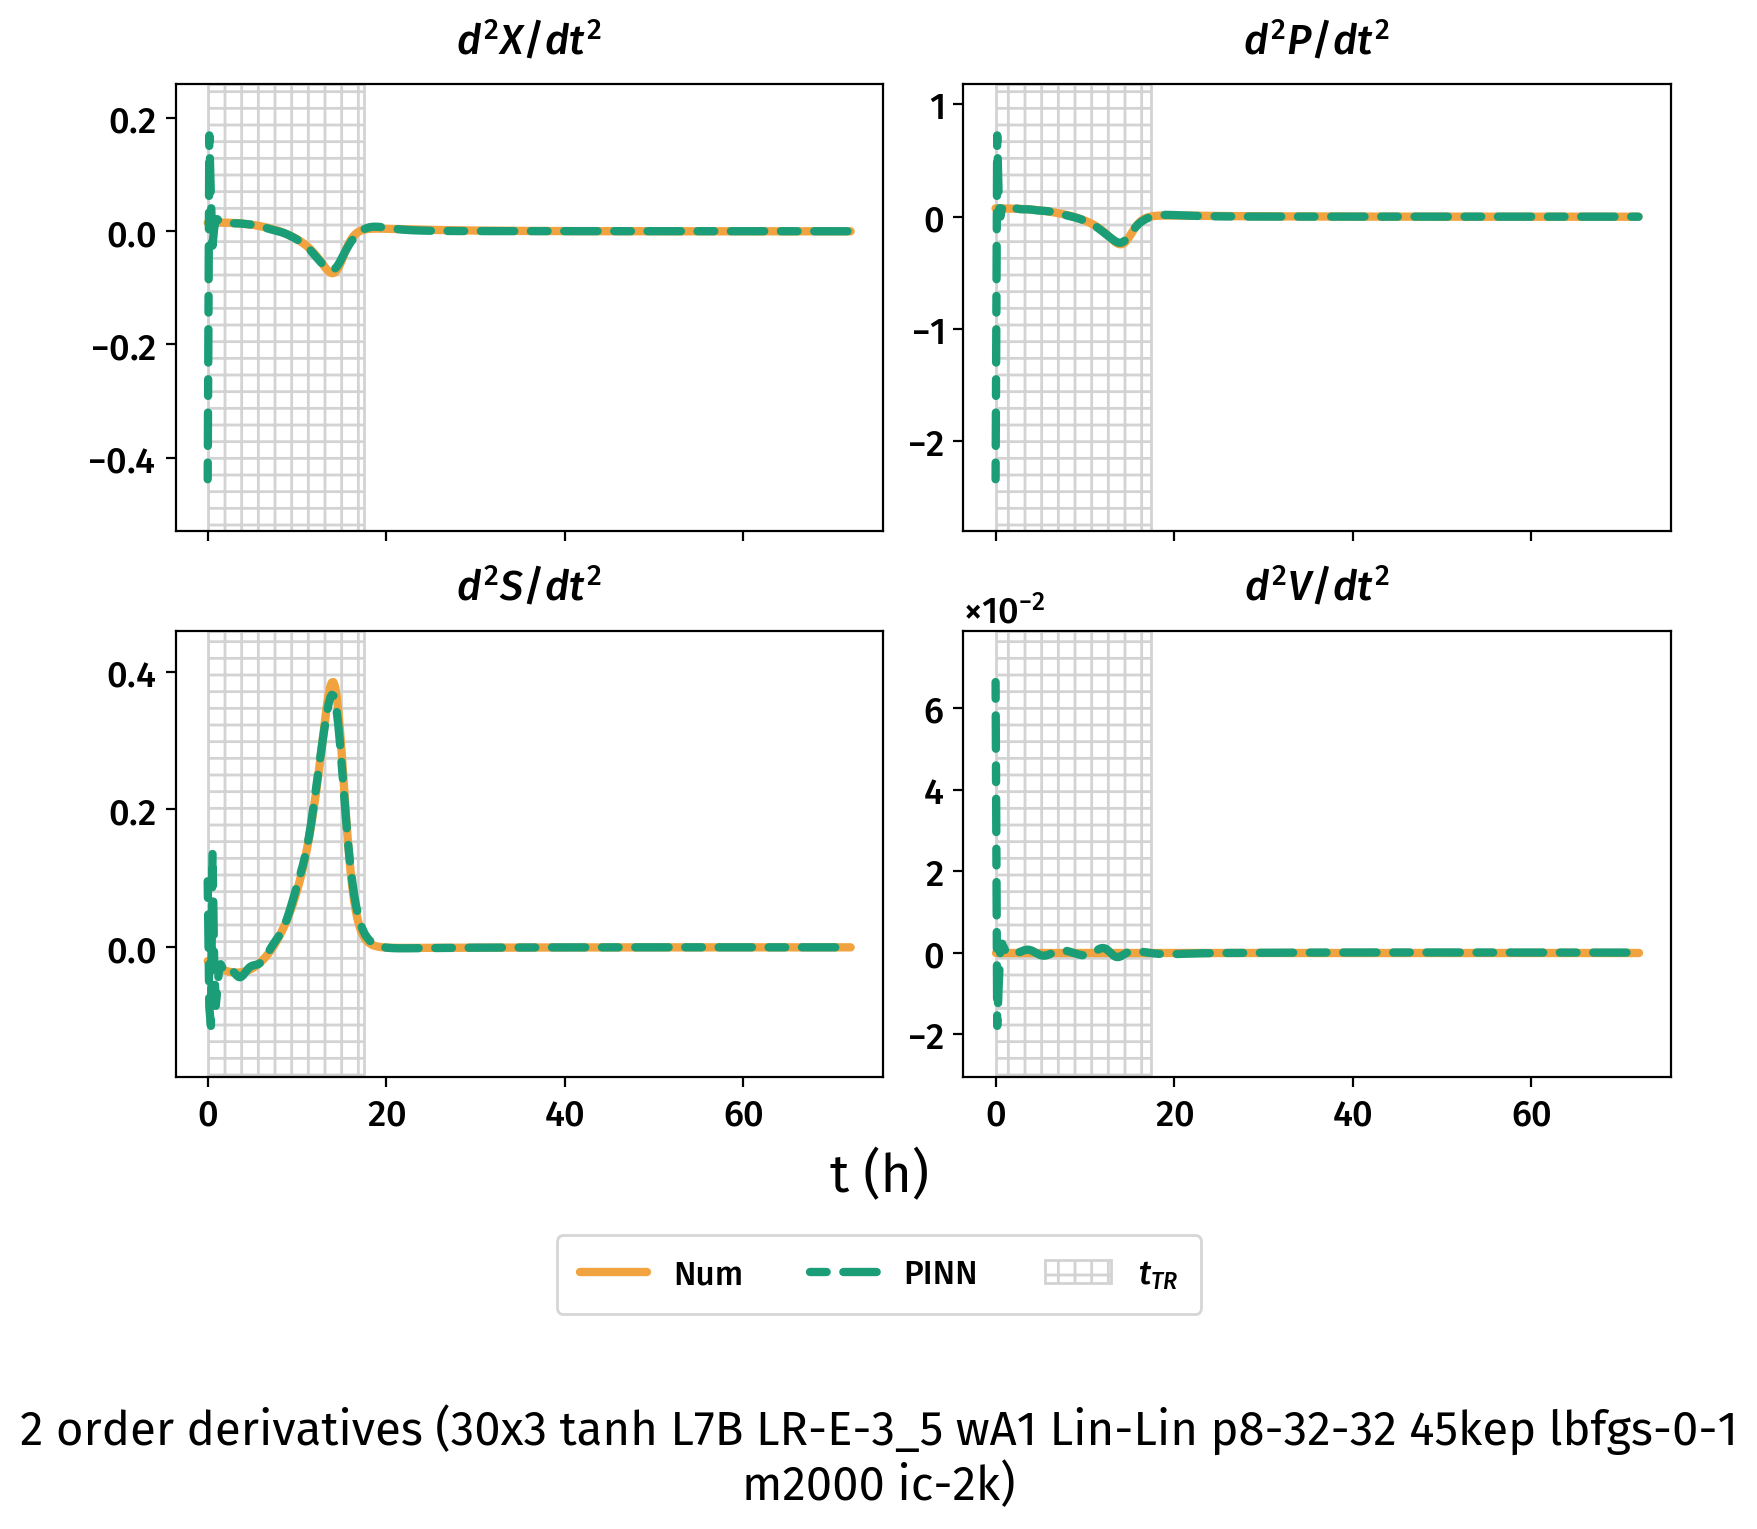 d²X/dt²
0.2
0.0
−0.2
−0.4
d²P/dt²
1
0
−1
−2
d²S/dt²
0.4
0.2
0.0
0 20 40 60
d²V/dt²
×10⁻²
6
4
2
0
−2
0 20 40 60
t (h)
Num PINN t_TR
2 order derivatives (30x3 tanh L7B LR-E-3_5 wA1 Lin-Lin p8-32-32 45kep lbfgs-0-1
m2000 ic-2k)